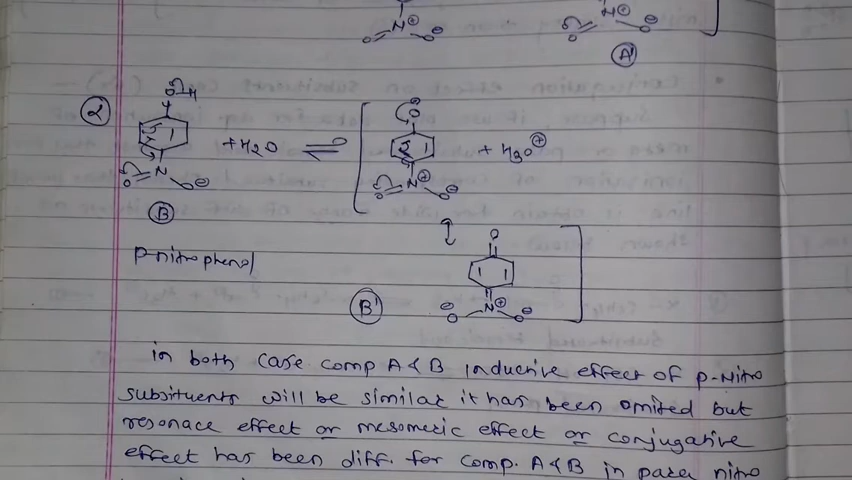 N⊕
O O⊖
N⊕
O O⊖
A'
2
O H
+ H2O ⇌
O⊖
+ H3O⊕
N
O O⊖
N⊕
O O⊖
B
↕
P-nitrophenol
O
B'
N⊕
O⊖ O⊖
in both case comp A & B inductive effect of p-Nitro
subsituents will be similar it has been omited but
resonace effect or mesomeric effect or conjugative
effect has been diff. for comp. A & B in para nitro